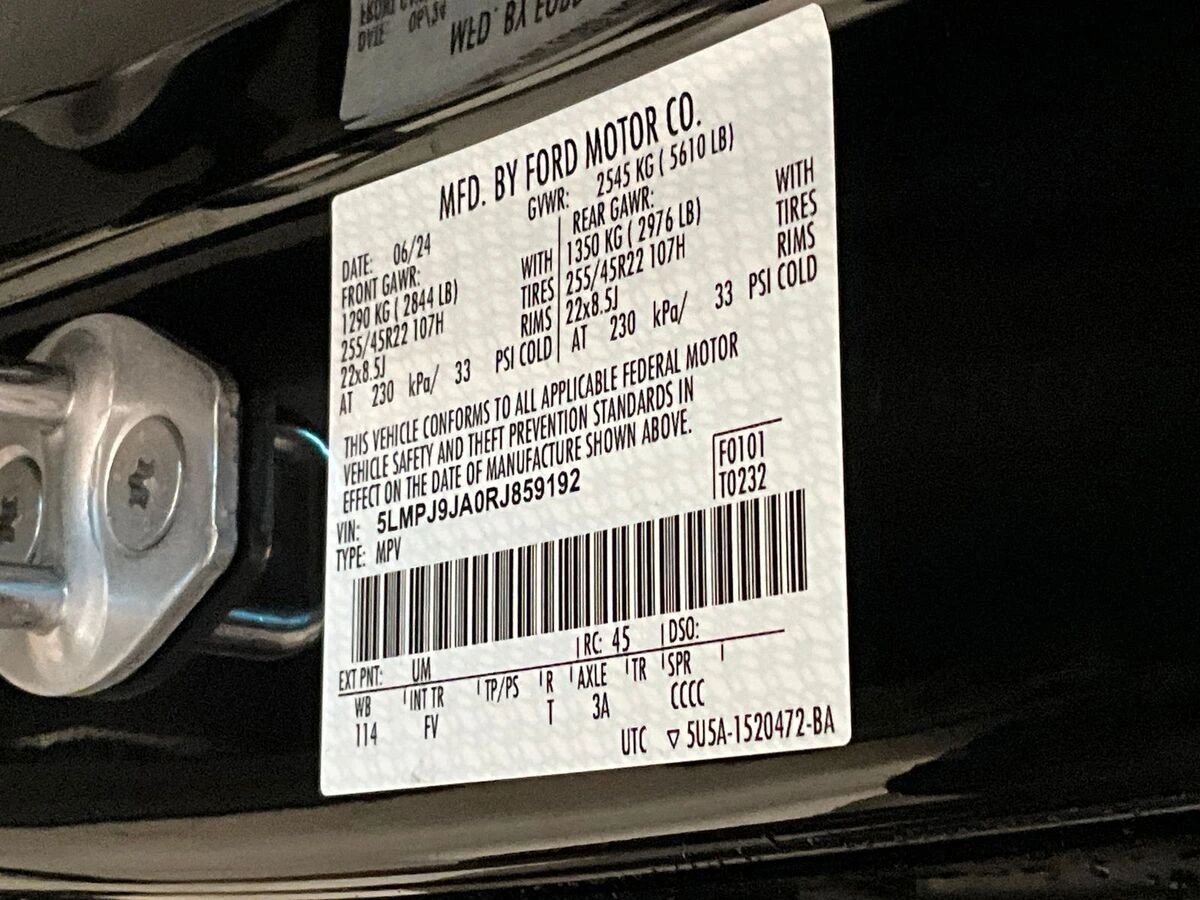 MFD. BY FORD MOTOR CO.
DATE: 06/24 GVWR: 2545 KG ( 5610 LB)
FRONT GAWR: REAR GAWR:
1290 KG ( 2844 LB) WITH 1350 KG ( 2976 LB) WITH
255/45R22 107H TIRES 255/45R22 107H TIRES
22x8.5J RIMS 22x8.5J RIMS
AT 230 kPa/ 33 PSI COLD AT 230 kPa/ 33 PSI COLD
THIS VEHICLE CONFORMS TO ALL APPLICABLE FEDERAL MOTOR
VEHICLE SAFETY AND THEFT PREVENTION STANDARDS IN
EFFECT ON THE DATE OF MANUFACTURE SHOWN ABOVE.
VIN: 5LMPJ9JA0RJ859192 F0101
TYPE: MPV T0232
EXT PNT: UM RC: 45 DSO:
WB INT TR TP/PS R AXLE TR SPR
114 FV T 3A CCCC
UTC ▽ 5U5A-1520472-BA